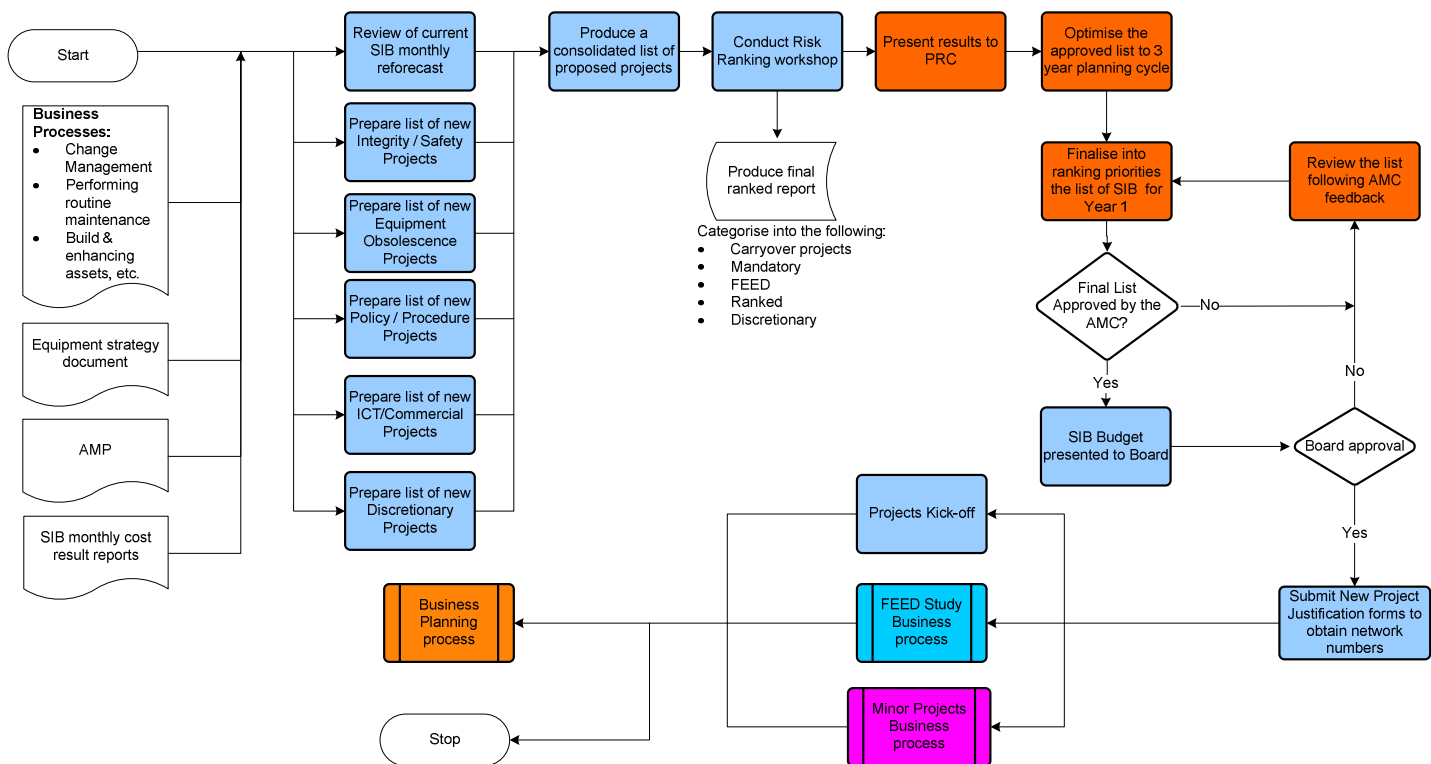 Start
Business
Processes:
• Change
Management
• Performing
routine
maintenance
• Build &
enhancing
assets, etc.
Equipment strategy
document
AMP
SIB monthly cost
result reports
Review of current
SIB monthly
reforecast
Prepare list of new
Integrity / Safety
Projects
Prepare list of new
Equipment
Obsolescence
Projects
Prepare list of new
Policy / Procedure
Projects
Prepare list of new
ICT/Commercial
Projects
Prepare list of new
Discretionary
Projects
Produce a
consolidated list of
proposed projects
Conduct Risk
Ranking workshop
Produce final
ranked report
Categorise into the following:
• Carryover projects
• Mandatory
• FEED
• Ranked
• Discretionary
Present results to
PRC
Optimise the
approved list to 3
year planning cycle
Finalise into
ranking priorities
the list of SIB for
Year 1
Review the list
following AMC
feedback
Final List
Approved by the
AMC?
No
Yes
SIB Budget
presented to Board
Board approval
No
Yes
Submit New Project
Justification forms to
obtain network
numbers
Projects Kick-off
FEED Study
Business
process
Minor Projects
Business
process
Business
Planning
process
Stop